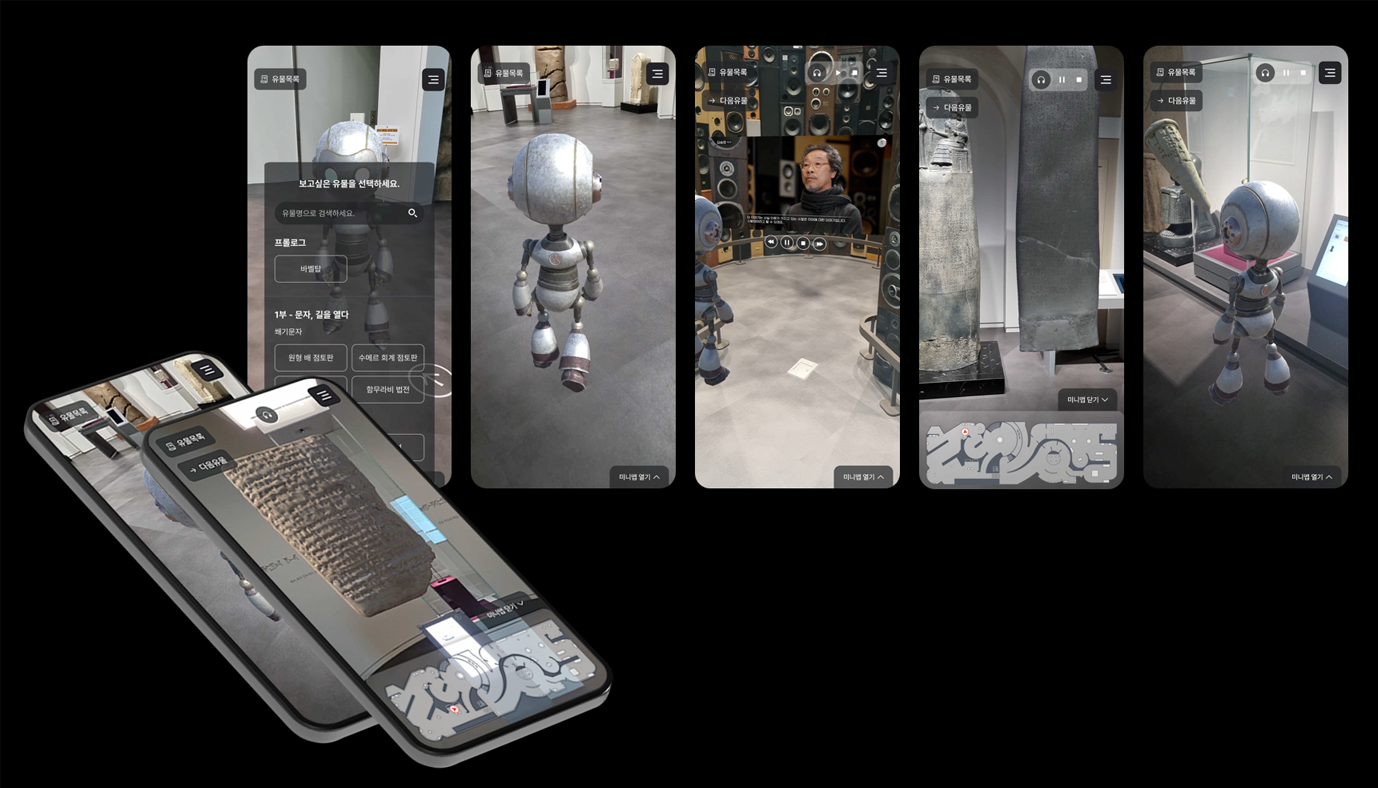 유물목록
보고싶은 유물을 선택하세요.
유물명으로 검색하세요.
프롤로그
바벨탑
1부 - 문자, 길을 열다
쐐기문자
원형 배 점토판
수메르 회계 점토판
함무라비 법전
유물목록
미니맵 열기
유물목록
다음유물
미니맵 열기
유물목록
다음유물
미니맵 닫기
유물목록
다음유물
미니맵 열기
유물목록
유물목록
다음유물
미니맵 닫기